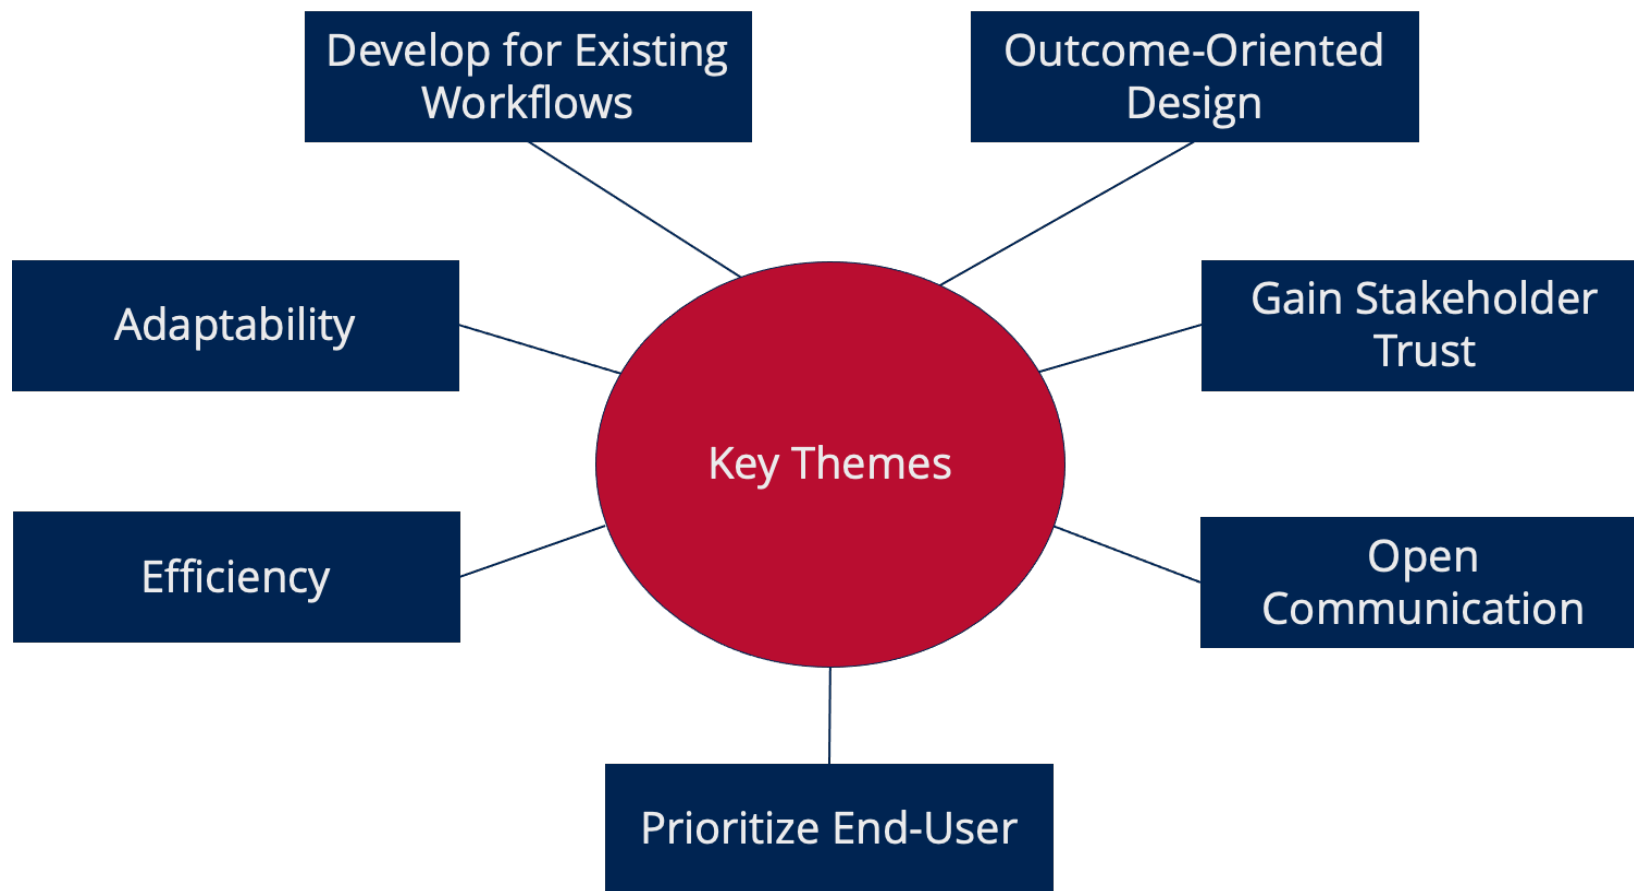 Develop for Existing
Workflows
Outcome-Oriented
Design
Adaptability
Gain Stakeholder
Trust
Key Themes
Efficiency
Open
Communication
Prioritize End-User